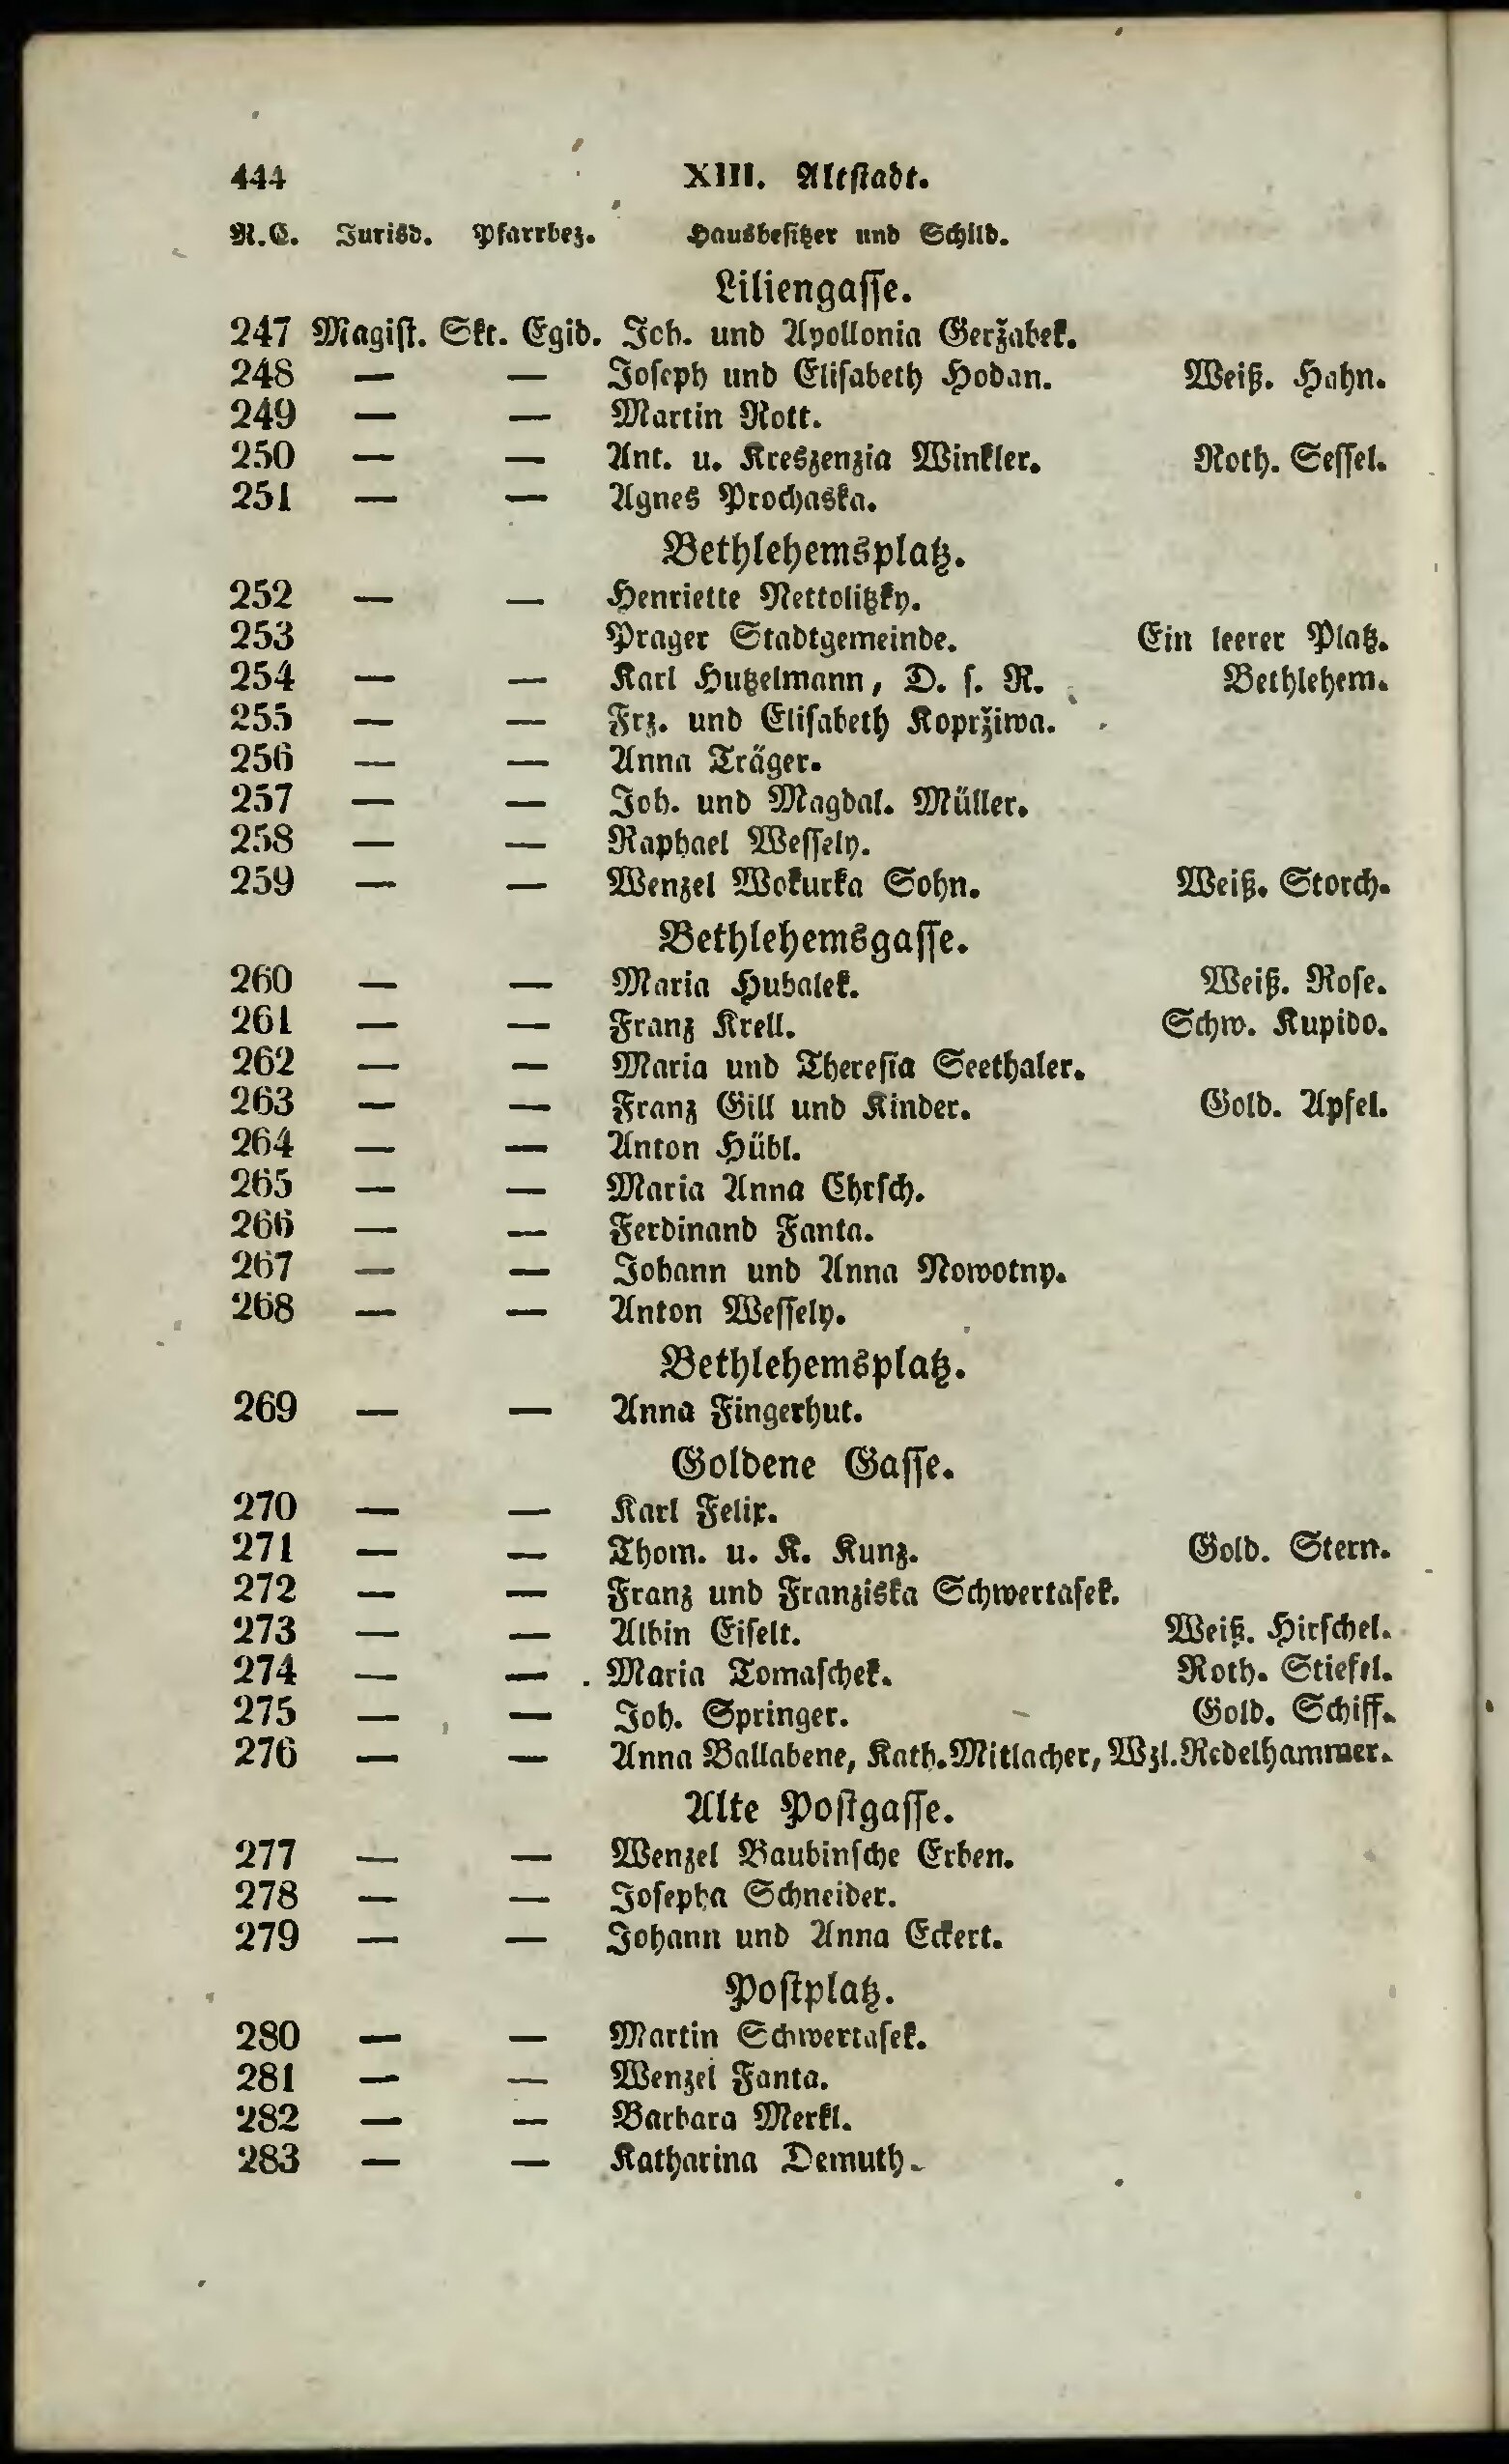 444 XIII. Altstadt.
N.C. Jurisd. Pfarrbez. Hausbesitzer und Schild.
Liliengasse.
247 Magist. Skt. Egid. Joh. und Apollonia Geržabek.
248 — — Joseph und Elisabeth Hodan. Weiß. Hahn.
249 — — Martin Rott.
250 — — Ant. u. Kreszenzia Winkler. Roth. Sessel.
251 — — Agnes Prochaska.
Bethlehemsplatz.
252 — — Henriette Nettolitzky.
253 Prager Stadtgemeinde. Ein leerer Platz.
254 — — Karl Hutzelmann, D. s. R. Bethlehem.
255 — — Frz. und Elisabeth Kopržiwa.
256 — — Anna Träger.
257 — — Joh. und Magdal. Müller.
258 — — Raphael Wessely.
259 — — Wenzel Wokurka Sohn. Weiß. Storch.
Bethlehemsgasse.
260 — — Maria Hubalek. Weiß. Rose.
261 — — Franz Krell. Schw. Kupido.
262 — — Maria und Theresia Seethaler.
263 — — Franz Gill und Kinder. Gold. Apfel.
264 — — Anton Hübl.
265 — — Maria Anna Ehrsch.
266 — — Ferdinand Fanta.
267 — — Johann und Anna Nowotny.
268 — — Anton Wessely.
Bethlehemsplatz.
269 — — Anna Fingerhut.
Goldene Gasse.
270 — — Karl Felix.
271 — — Thom. u. K. Kunz. Gold. Stern.
272 — — Franz und Franziska Schwertasek.
273 — — Albin Eiselt. Weiß. Hirschel.
274 — — Maria Tomaschek. Roth. Stiefel.
275 — — Joh. Springer. Gold. Schiff.
276 — — Anna Ballabene, Kath. Mitlacher, Wzl. Redelhammer.
Alte Postgasse.
277 — — Wenzel Baubinsche Erben.
278 — — Josepha Schneider.
279 — — Johann und Anna Eckert.
Postplatz.
280 — — Martin Schwertasek.
281 — — Wenzel Fanta.
282 — — Barbara Merkl.
283 — — Katharina Demuth.